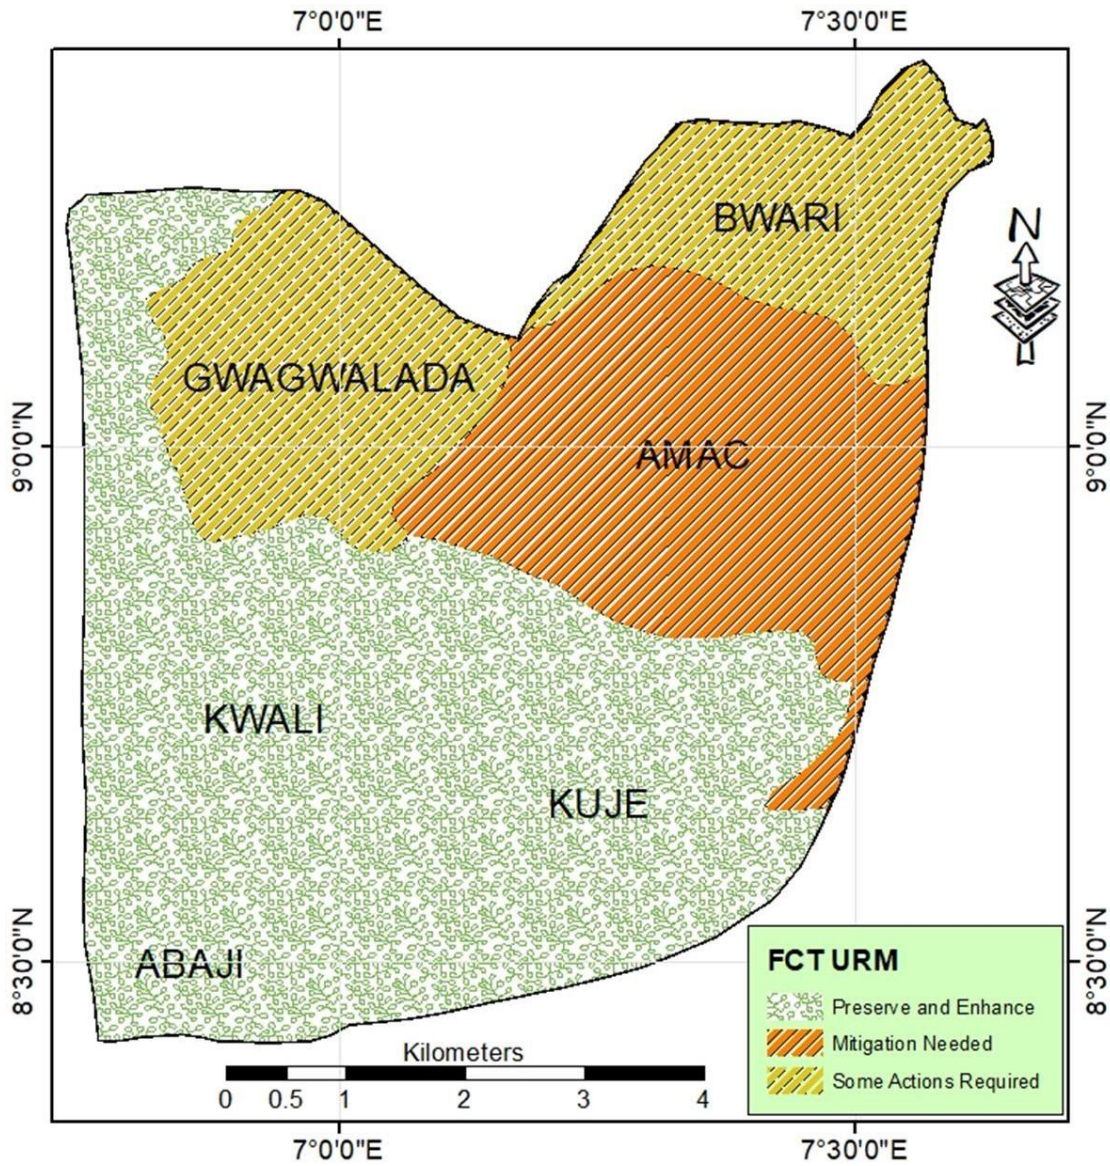 7°0'0"E
7°30'0"E
N
BWARI
GWAGWALADA
AMAC
9°0'0"N
9°0'0"N
KWALI
KUJE
ABAJI
8°30'0"N
8°30'0"N
FCT URM
Preserve and Enhance
Mitigation Needed
Some Actions Required
Kilometers
0 0.5 1 2 3 4
7°0'0"E
7°30'0"E